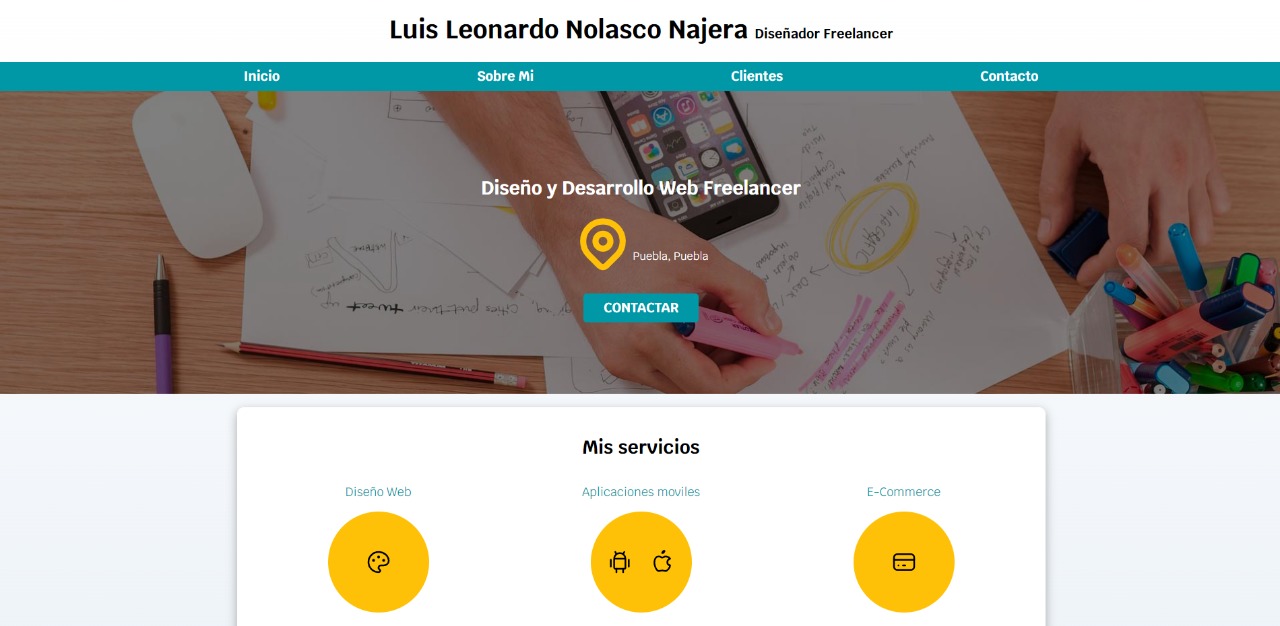 Luis Leonardo Nolasco Najera Diseñador Freelancer
Inicio Sobre Mi Clientes Contacto
Diseño y Desarrollo Web Freelancer
Puebla, Puebla
CONTACTAR
Mis servicios
Diseño Web Aplicaciones moviles E-Commerce